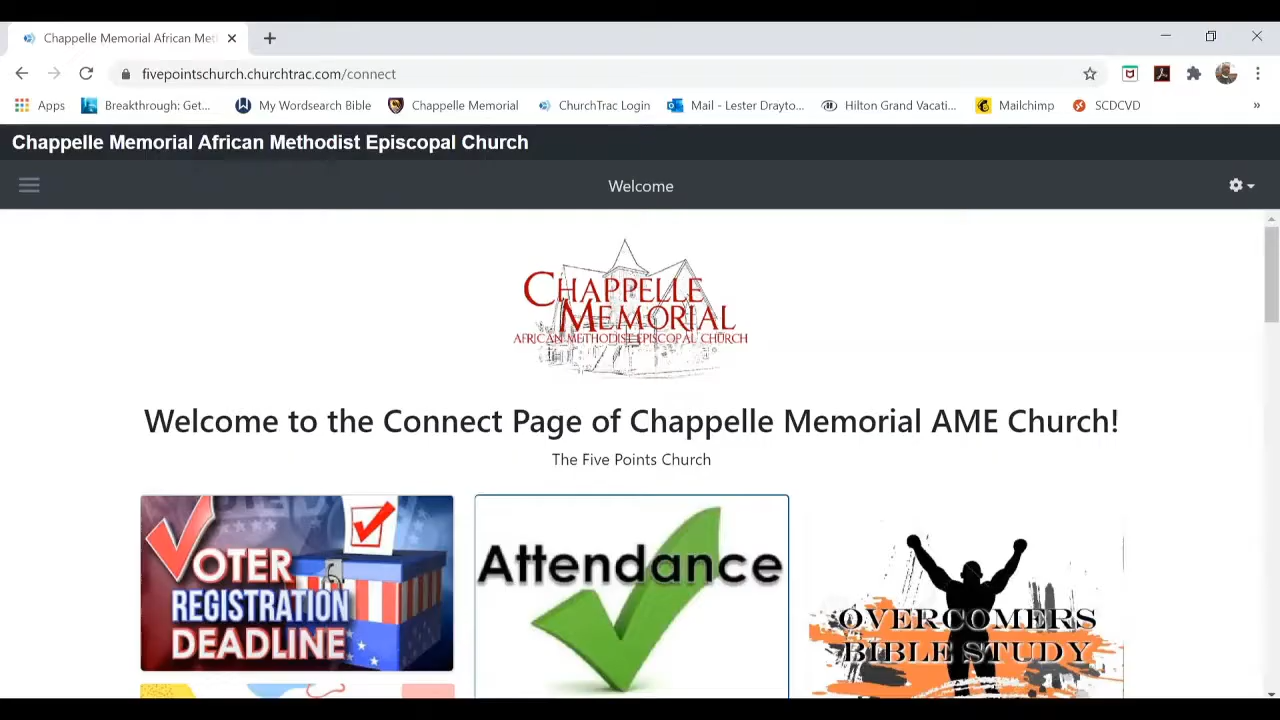 Chappelle Memorial African Met
fivepointschurch.churchtrac.com/connect
Apps
Breakthrough: Get...
My Wordsearch Bible
Chappelle Memorial
ChurchTrac Login
Mail - Lester Drayto...
Hilton Grand Vacati...
Mailchimp
SCDCVD
»
Chappelle Memorial African Methodist Episcopal Church
Welcome
CHAPPELLE
MEMORIAL
AFRICAN METHODIST EPISCOPAL CHURCH
Welcome to the Connect Page of Chappelle Memorial AME Church!
The Five Points Church
VOTER
REGISTRATION
DEADLINE
Attendance
OVERCOMERS
BIBLE STUDY